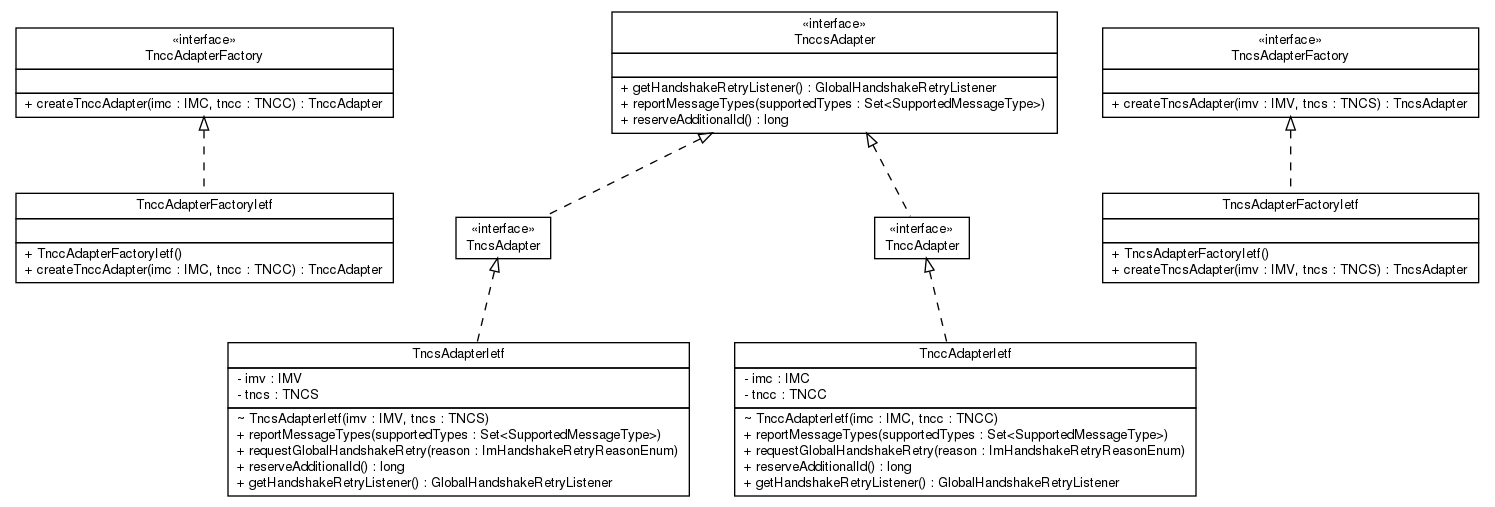 «interface»
TnccAdapterFactory
+ createTnccAdapter(imc : IMC, tncc : TNCC) : TnccAdapter
«interface»
TnccsAdapter
+ getHandshakeRetryListener() : GlobalHandshakeRetryListener
+ reportMessageTypes(supportedTypes : Set<SupportedMessageType>)
+ reserveAdditionalId() : long
«interface»
TncsAdapterFactory
+ createTncsAdapter(imv : IMV, tncs : TNCS) : TncsAdapter
TnccAdapterFactoryIetf
+ TnccAdapterFactoryIetf()
+ createTnccAdapter(imc : IMC, tncc : TNCC) : TnccAdapter
«interface»
TncsAdapter
«interface»
TnccAdapter
TncsAdapterFactoryIetf
+ TncsAdapterFactoryIetf()
+ createTncsAdapter(imv : IMV, tncs : TNCS) : TncsAdapter
TncsAdapterIetf
- imv : IMV
- tncs : TNCS
~ TncsAdapterIetf(imv : IMV, tncs : TNCS)
+ reportMessageTypes(supportedTypes : Set<SupportedMessageType>)
+ requestGlobalHandshakeRetry(reason : ImHandshakeRetryReasonEnum)
+ reserveAdditionalId() : long
+ getHandshakeRetryListener() : GlobalHandshakeRetryListener
TnccAdapterIetf
- imc : IMC
- tncc : TNCC
~ TnccAdapterIetf(imc : IMC, tncc : TNCC)
+ reportMessageTypes(supportedTypes : Set<SupportedMessageType>)
+ requestGlobalHandshakeRetry(reason : ImHandshakeRetryReasonEnum)
+ reserveAdditionalId() : long
+ getHandshakeRetryListener() : GlobalHandshakeRetryListener